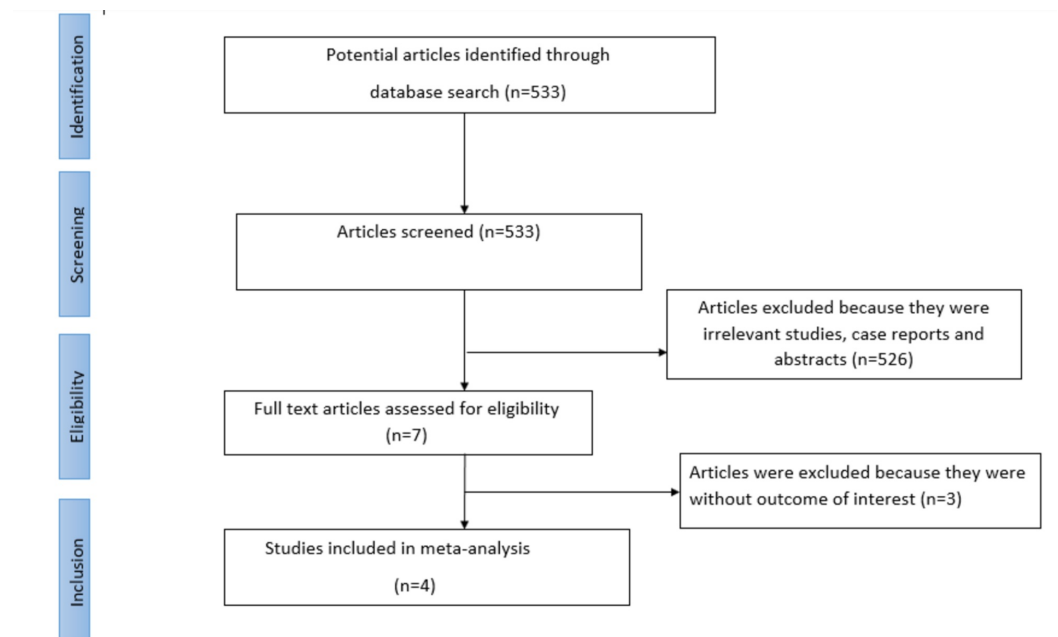 Identification
Potential articles identified through
database search (n=533)
Screening
Articles screened (n=533)
Articles excluded because they were
irrelevant studies, case reports and
abstracts (n=526)
Eligibility
Full text articles assessed for eligibility
(n=7)
Articles were excluded because they were
without outcome of interest (n=3)
Inclusion
Studies included in meta-analysis
(n=4)